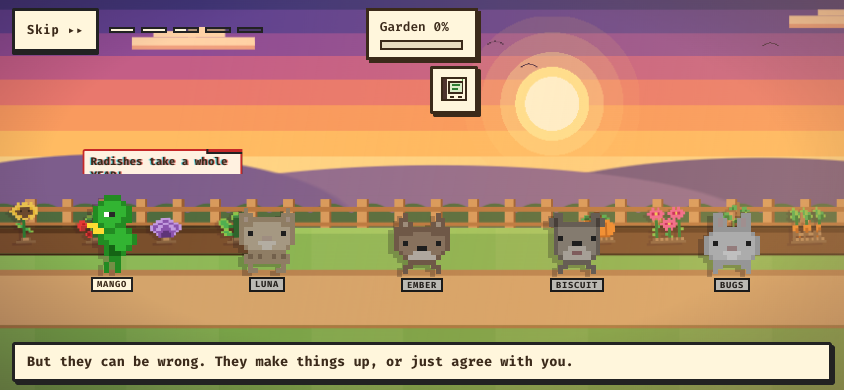 Skip ▸▸
Garden 0%
Radishes take a whole
YEAR!
MANGO
LUNA
EMBER
BISCUIT
BUGS
But they can be wrong. They make things up, or just agree with you.